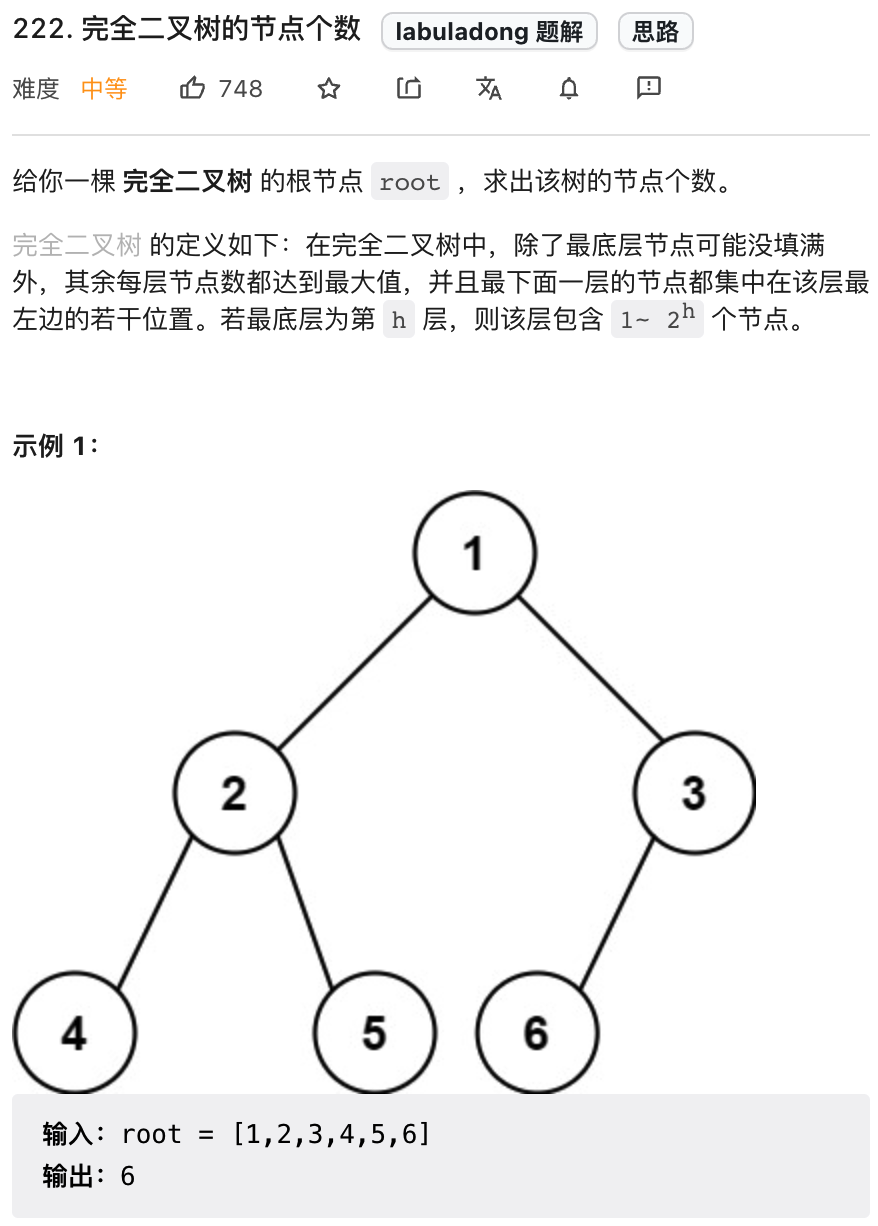 222. 完全二叉树的节点个数 labuladong 题解 思路
难度 中等 748
给你一棵 完全二叉树 的根节点 root ，求出该树的节点个数。
完全二叉树 的定义如下：在完全二叉树中，除了最底层节点可能没填满
外，其余每层节点数都达到最大值，并且最下面一层的节点都集中在该层最
左边的若干位置。若最底层为第 h 层，则该层包含 1~ 2ʰ 个节点。
示例 1：
1
2 3
4 5 6
输入：root = [1,2,3,4,5,6]
输出：6